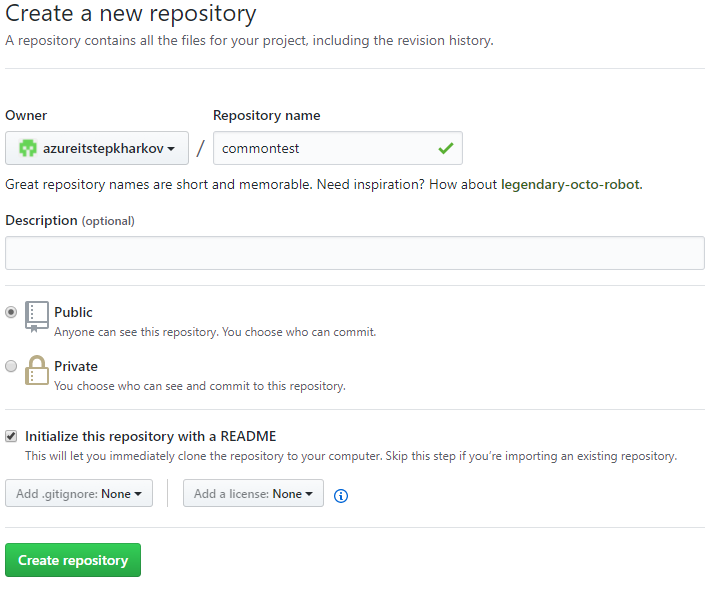 Create a new repository
A repository contains all the files for your project, including the revision history.
Owner
Repository name
azureitstepkharkov / commontest
Great repository names are short and memorable. Need inspiration? How about legendary-octo-robot.
Description (optional)
Public
Anyone can see this repository. You choose who can commit.
Private
You choose who can see and commit to this repository.
Initialize this repository with a README
This will let you immediately clone the repository to your computer. Skip this step if you’re importing an existing repository.
Add .gitignore: None
Add a license: None
Create repository